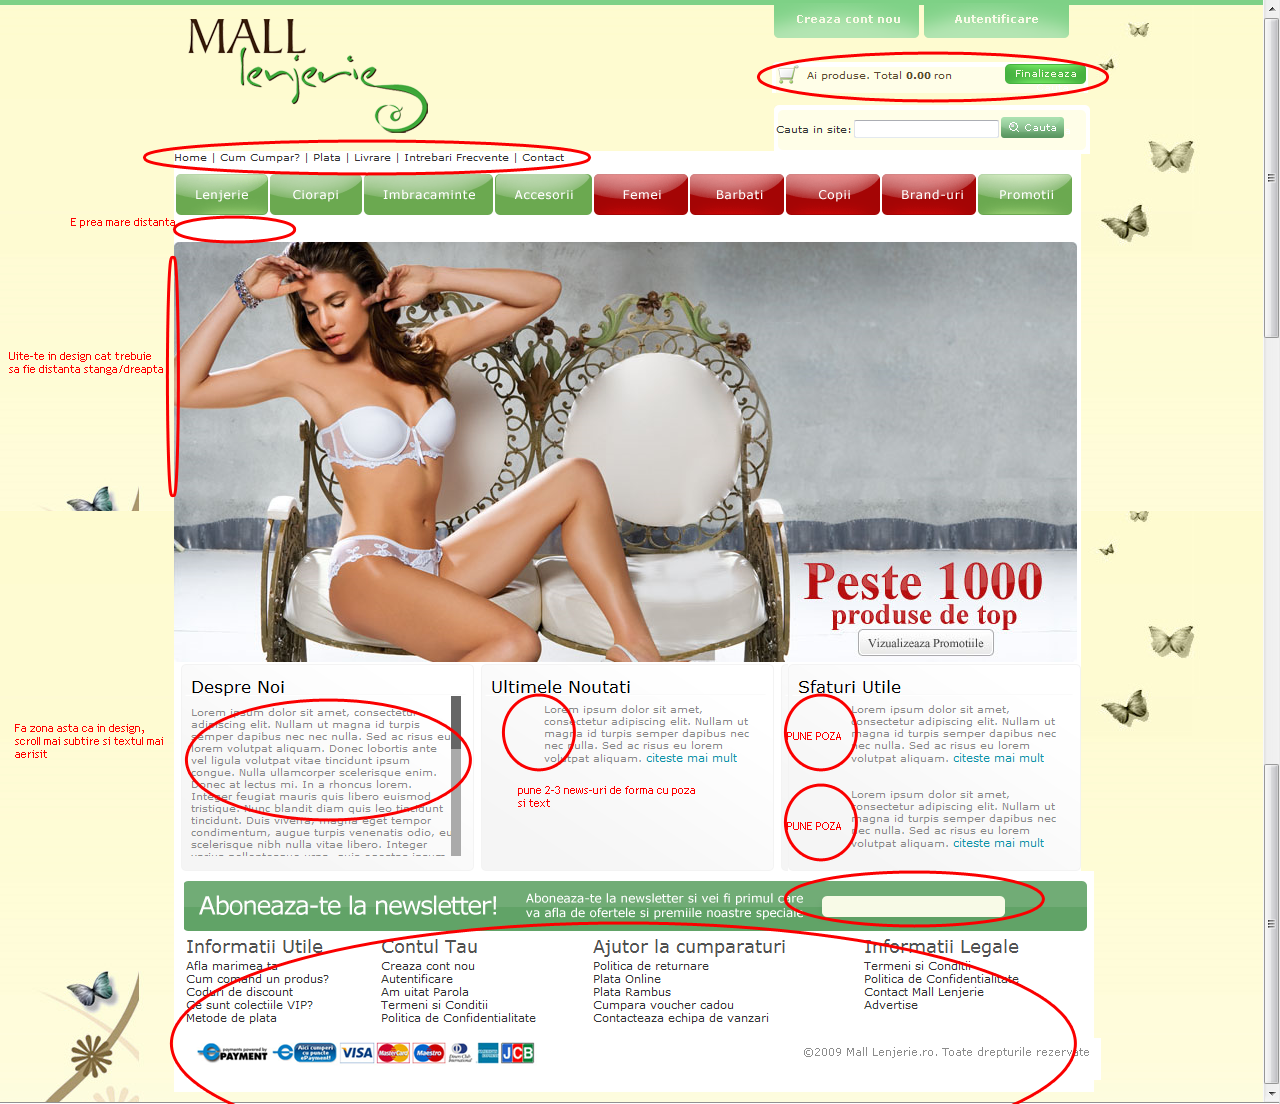 Creaza cont nou
Autentificare
MALL
lenjerie
Ai produse. Total 0.00 ron
Finalizeaza
Cauta in site:
Cauta
Home | Cum Cumpar? | Plata | Livrare | Intrebari Frecvente | Contact
Lenjerie
Ciorapi
Imbracaminte
Accesorii
Femei
Barbati
Copii
Brand-uri
Promotii
E prea mare distanta
Uite-te in design cat trebuie
sa fie distanta stanga/dreapta
Peste 1000
produse de top
Vizualizeaza Promotiile
Fa zona asta ca in design,
scroll mai subtire si textul mai
aerisit
Despre Noi
Lorem ipsum dolor sit amet, consectetur
adipiscing elit. Nullam ut magna id turpis
semper dapibus nec nec nulla. Sed ac risus eu
lorem volutpat aliquam. Donec lobortis ante
vel ligula volutpat vitae tincidunt ipsum
congue. Nulla ullamcorper scelerisque enim.
Donec at lectus mi. In a rhoncus lorem.
Integer feugiat mauris quis libero euismod
tristique. Nunc blandit diam quis leo tincidunt
tincidunt. Duis viverra, magna eget tempor
condimentum, augue turpis venenatis odio, eu
scelerisque nibh nulla vitae libero. Integer
Ultimele Noutati
Lorem ipsum dolor sit amet,
consectetur adipiscing elit. Nullam ut
magna id turpis semper dapibus nec
nec nulla. Sed ac risus eu lorem
volutpat aliquam. citeste mai mult
pune 2-3 news-uri de forma cu poza
si text
Sfaturi Utile
PUNE POZA
Lorem ipsum dolor sit amet,
consectetur adipiscing elit. Nullam ut
magna id turpis semper dapibus nec
nec nulla. Sed ac risus eu lorem
volutpat aliquam. citeste mai mult
PUNE POZA
Lorem ipsum dolor sit amet,
consectetur adipiscing elit. Nullam ut
magna id turpis semper dapibus nec
nec nulla. Sed ac risus eu lorem
volutpat aliquam. citeste mai mult
Aboneaza-te la newsletter!
Aboneaza-te la newsletter si vei fi primul care
va afla de ofertele si premiile noastre speciale
Informatii Utile
Afla marimea ta
Cum comand un produs?
Coduri de discount
Ce sunt colectiile VIP?
Metode de plata
Contul Tau
Creaza cont nou
Autentificare
Am uitat Parola
Termeni si Conditii
Politica de Confidentialitate
Ajutor la cumparaturi
Politica de returnare
Plata Online
Plata Rambus
Cumpara voucher cadou
Contacteaza echipa de vanzari
Informatii Legale
Termeni si Conditii
Politica de Confidentialitate
Contact Mall Lenjerie
Advertise
payments powered by
ePAYMENT
Aici cumperi
cu puncte
ePayment!
VISA
MasterCard
Maestro
Diners Club
International
JCB
©2009 Mall Lenjerie.ro. Toate drepturile rezervate